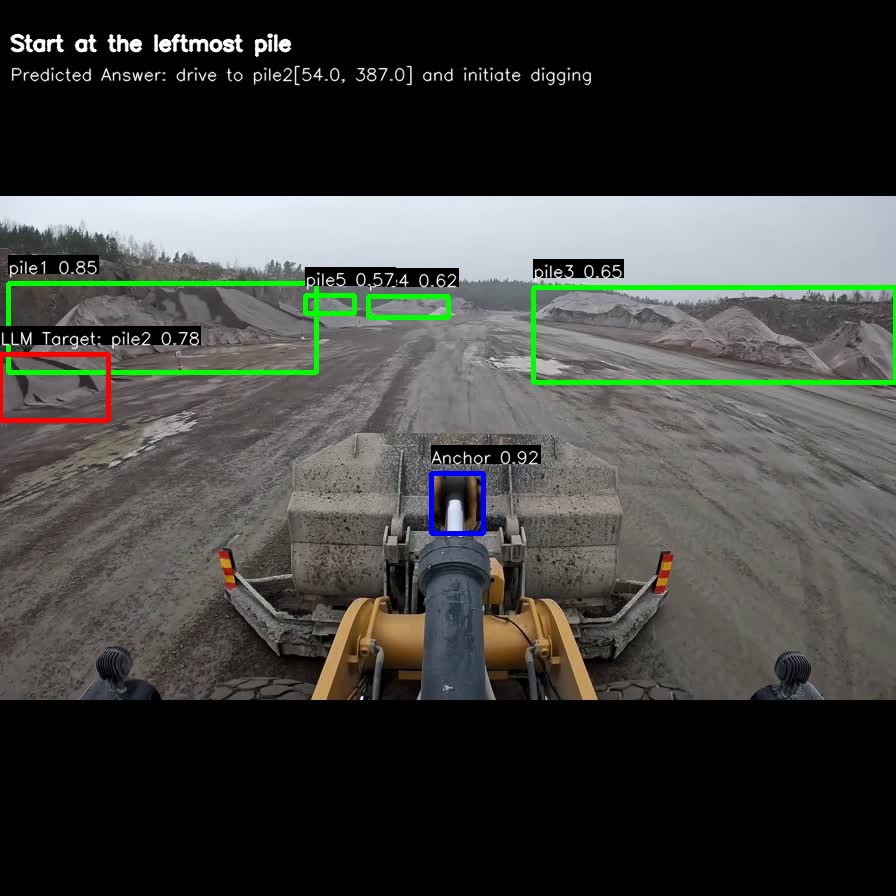 Start at the leftmost pile
Predicted Answer: drive to pile2[54.0, 387.0] and initiate digging
pile1 0.85
pile5 0.57
4 0.62
pile3 0.65
LLM Target: pile2 0.78
Anchor 0.92